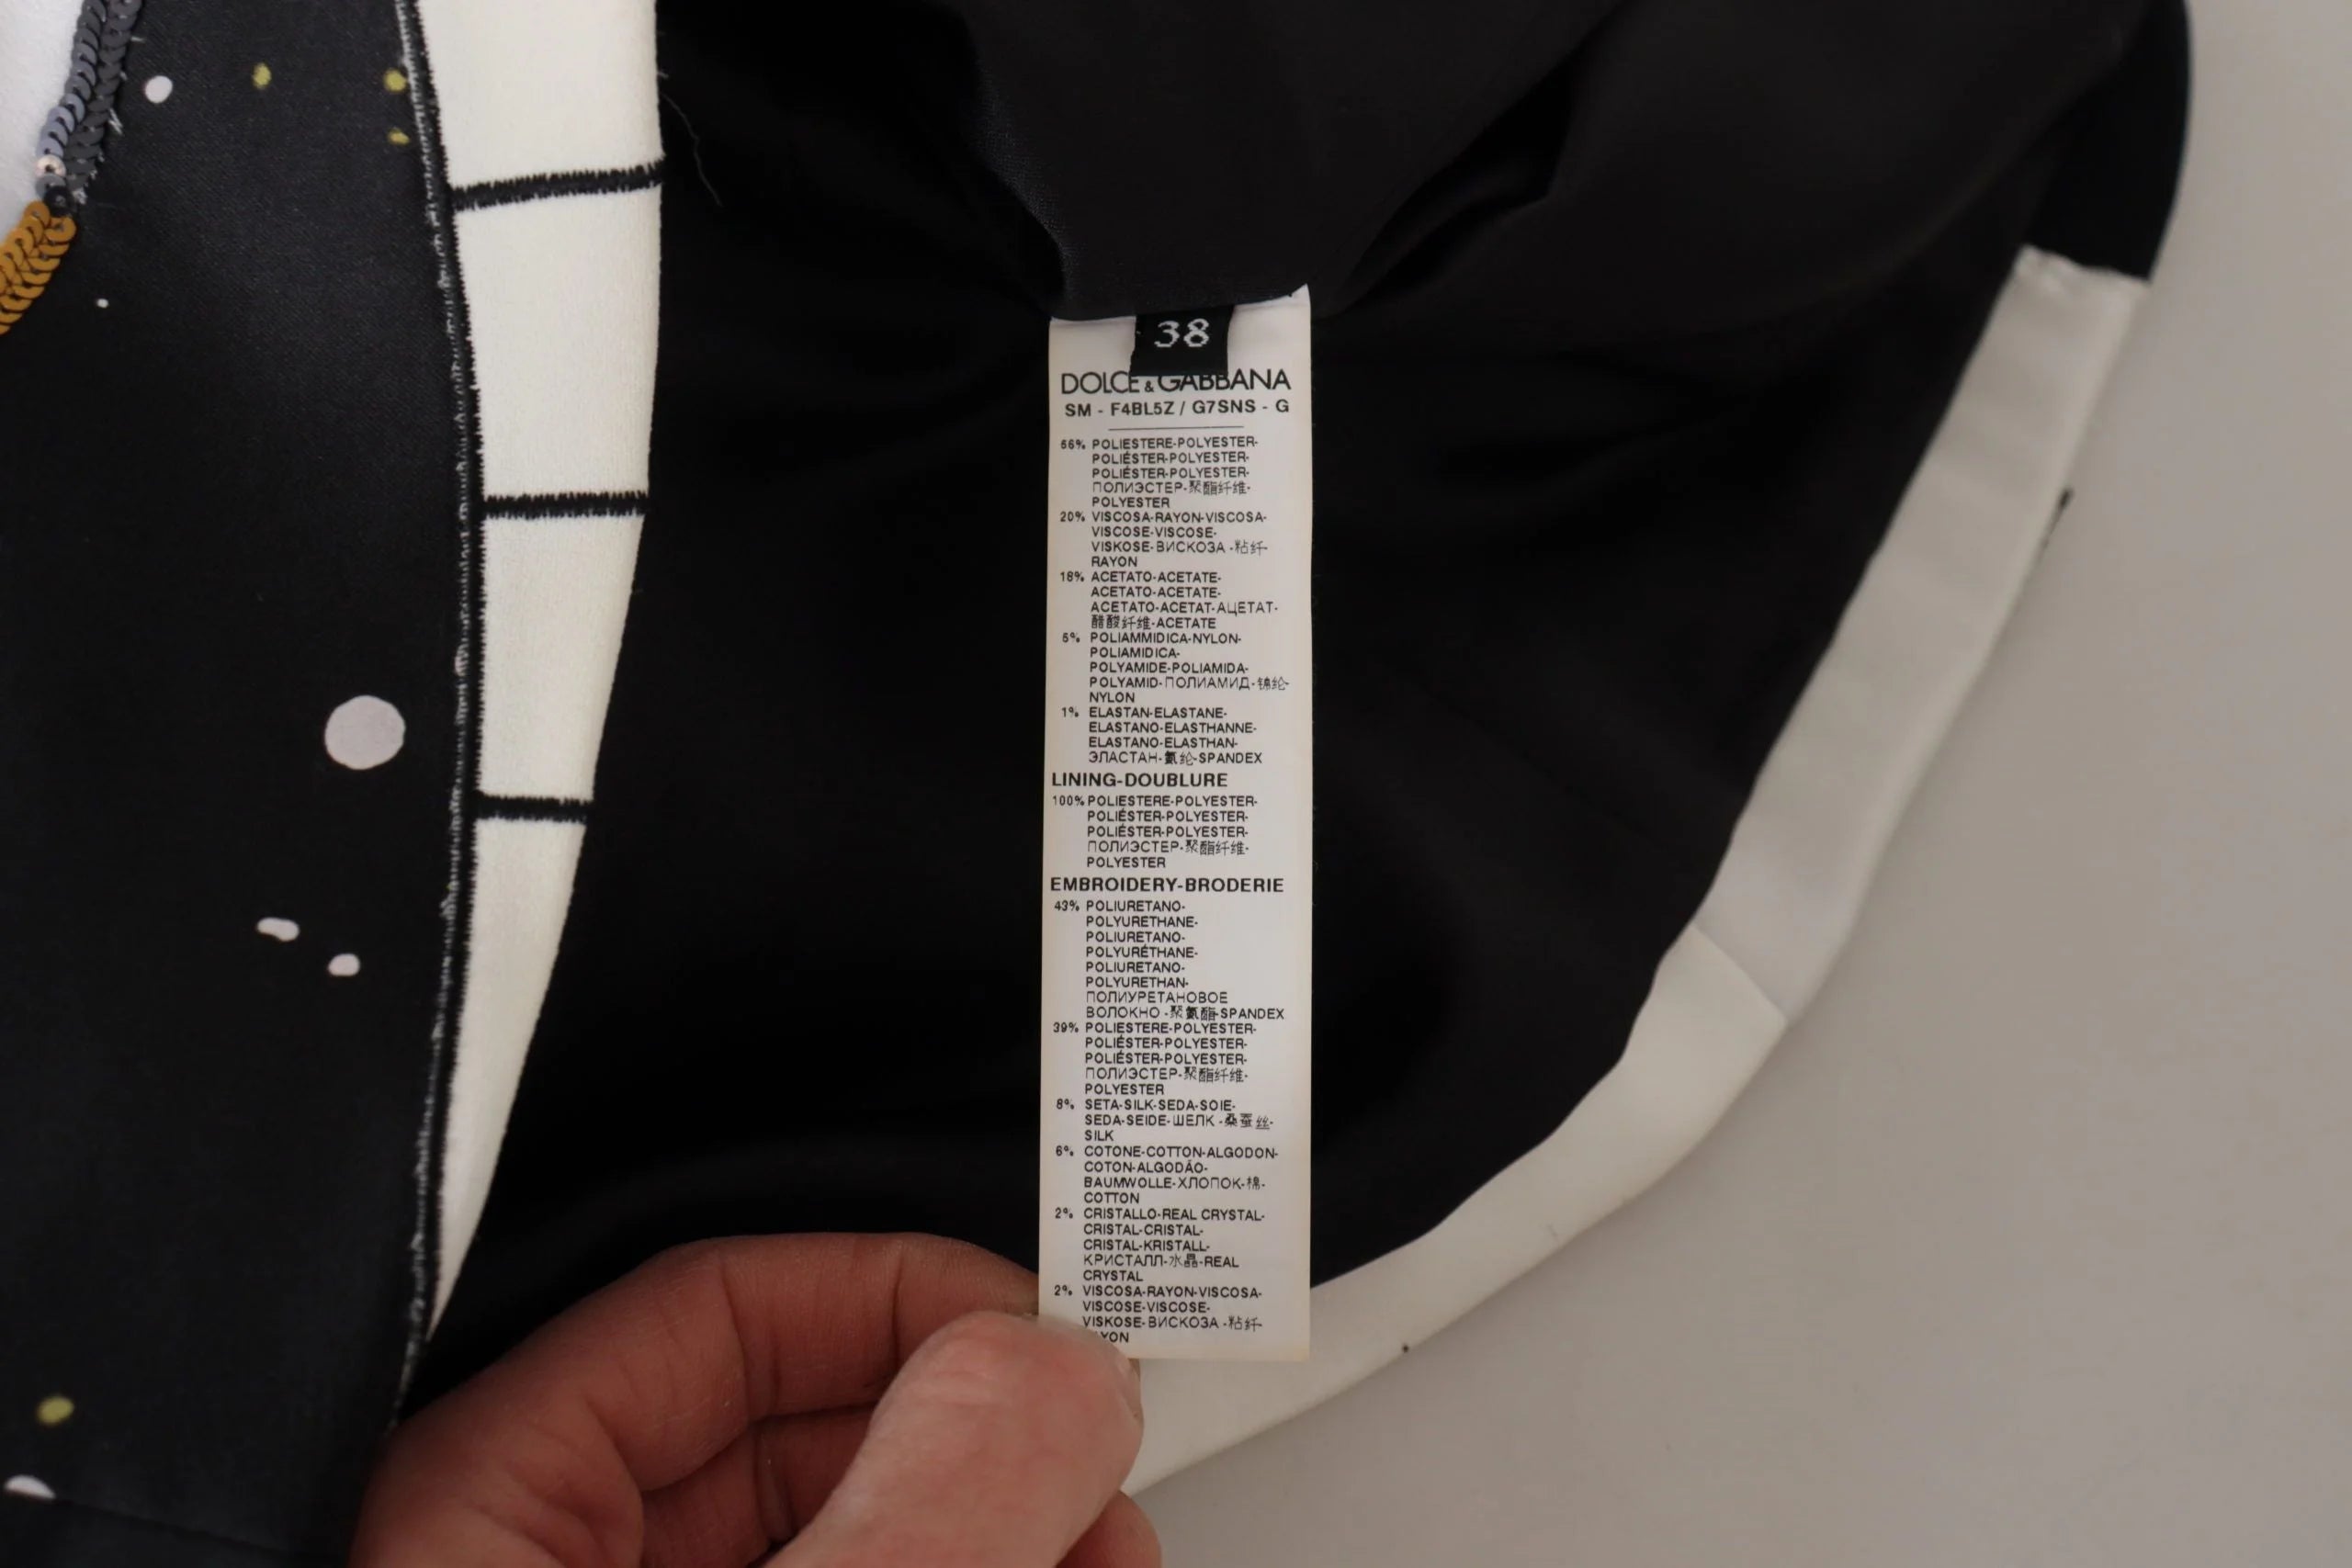 38
DOLCE & GABBANA
SM - F4BL5Z / G7SNS - G
56% POLIESTERE-POLYESTER-
POLIÉSTER-POLYESTER-
POLIÉSTER-POLYESTER-
ПОЛИЭСТЕР-聚酯纤维-
POLYESTER
20% VISCOSA-RAYON-VISCOSA-
VISCOSE-VISCOSE-
VISKOSE-ВИСКОЗА -粘纤-
RAYON
18% ACETATO-ACETATE-
ACETATO-ACETATE-
ACETATO-ACETAT-АЦЕТАТ-
醋酸纤维-ACETATE
5% POLIAMMIDICA-NYLON-
POLIAMIDICA-
POLYAMIDE-POLIAMIDA-
POLYAMID-ПОЛИАМИД-锦纶-
NYLON
1% ELASTAN-ELASTANE-
ELASTANO-ELASTHANNE-
ELASTANO-ELASTHAN-
ЭЛАСТАН-氨纶-SPANDEX
LINING-DOUBLURE
100% POLIESTERE-POLYESTER-
POLIÉSTER-POLYESTER-
POLIÉSTER-POLYESTER-
ПОЛИЭСТЕР-聚酯纤维-
POLYESTER
EMBROIDERY-BRODERIE
43% POLIURETANO-
POLYURETHANE-
POLIURETANO-
POLYURÉTHANE-
POLIURETANO-
POLYURETHAN-
ПОЛИУРЕТАНОВОЕ
ВОЛОКНО -聚氨酯-SPANDEX
39% POLIESTERE-POLYESTER-
POLIÉSTER-POLYESTER-
POLIÉSTER-POLYESTER-
ПОЛИЭСТЕР-聚酯纤维-
POLYESTER
8% SETA-SILK-SEDA-SOIE-
SEDA-SEIDE-ШЕЛК -桑蚕丝-
SILK
6% COTONE-COTTON-ALGODON-
COTON-ALGODÃO-
BAUMWOLLE-ХЛОПОК-棉-
COTTON
2% CRISTALLO-REAL CRYSTAL-
CRISTAL-CRISTAL-
CRISTAL-KRISTALL-
КРИСТАЛЛ-水晶-REAL
CRYSTAL
2% VISCOSA-RAYON-VISCOSA-
VISCOSE-VISCOSE-
VISKOSE-ВИСКОЗА -粘纤-